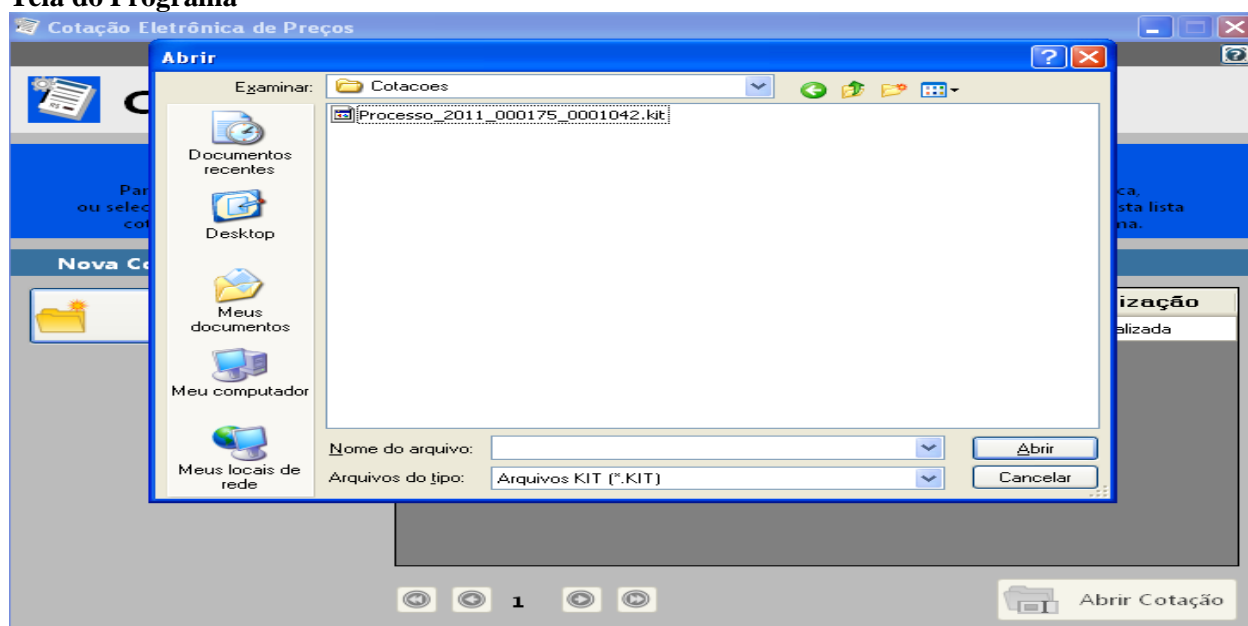 Tela do Programa
Cotação Eletrônica de Preços
Abrir
Examinar:
Cotacoes
Processo_2011_000175_0001042.kit
Documentos
recentes
Desktop
Meus
documentos
Meu computador
Meus locais de
rede
Nome do arquivo:
Abrir
Arquivos do tipo:
Arquivos KIT (*.KIT)
Cancelar
C
Par
ca,
ou selec
sta lista
cot
ma.
Nova Co
ização
alizada
1
Abrir Cotação